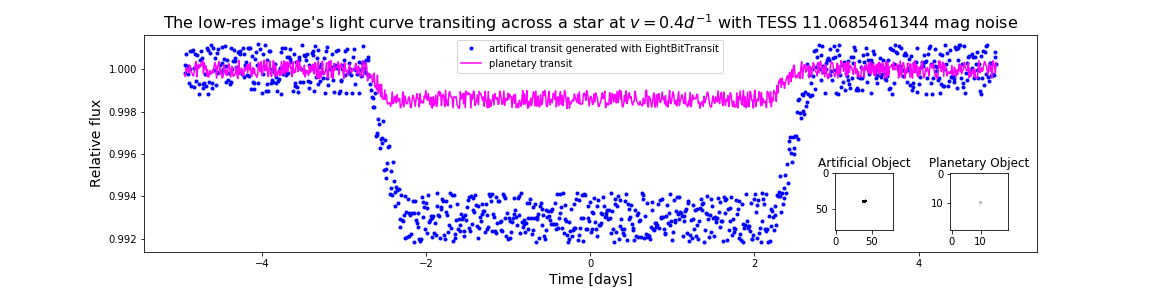 The low-res image's light curve transiting across a star at v = 0.4d⁻¹ with TESS 11.0685461344 mag noise
artifical transit generated with EightBitTransit
planetary transit
Relative flux
1.000
0.998
0.996
0.994
0.992
−4
−2
0
2
4
Time [days]
Artificial Object
0
50
0
50
Planetary Object
0
10
0
10